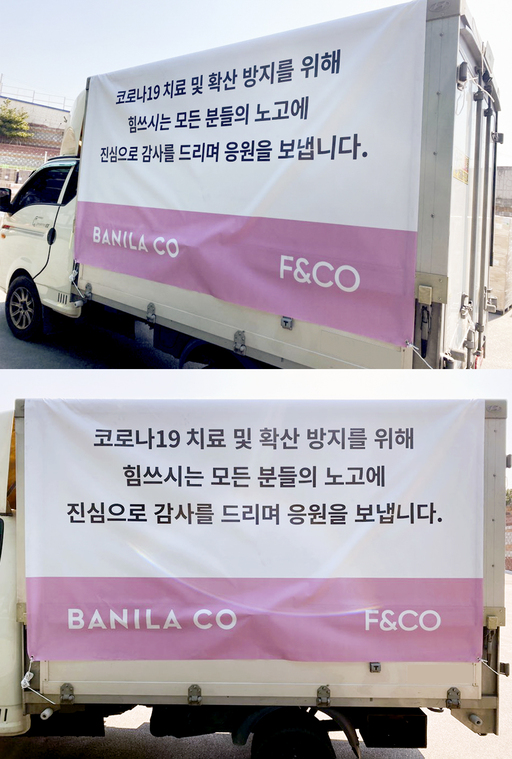 코로나19 치료 및 확산 방지를 위해
힘쓰시는 모든 분들의 노고에
진심으로 감사를 드리며 응원을 보냅니다.
BANILA CO
F&CO
코로나19 치료 및 확산 방지를 위해
힘쓰시는 모든 분들의 노고에
진심으로 감사를 드리며 응원을 보냅니다.
BANILA CO
F&CO